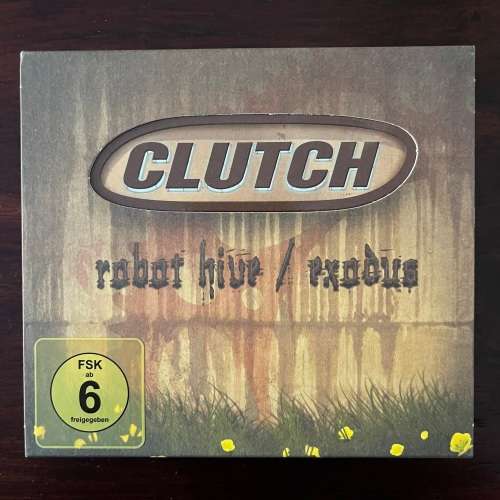 CLUTCH
robot hive / exodus
FSK
ab
6
freigegeben